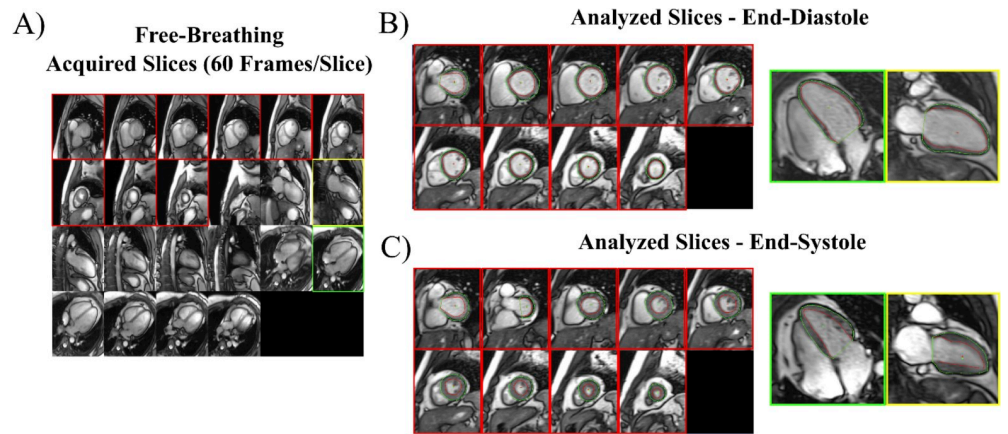 A)
Free-Breathing
Acquired Slices (60 Frames/Slice)
B)
Analyzed Slices - End-Diastole
C)
Analyzed Slices - End-Systole